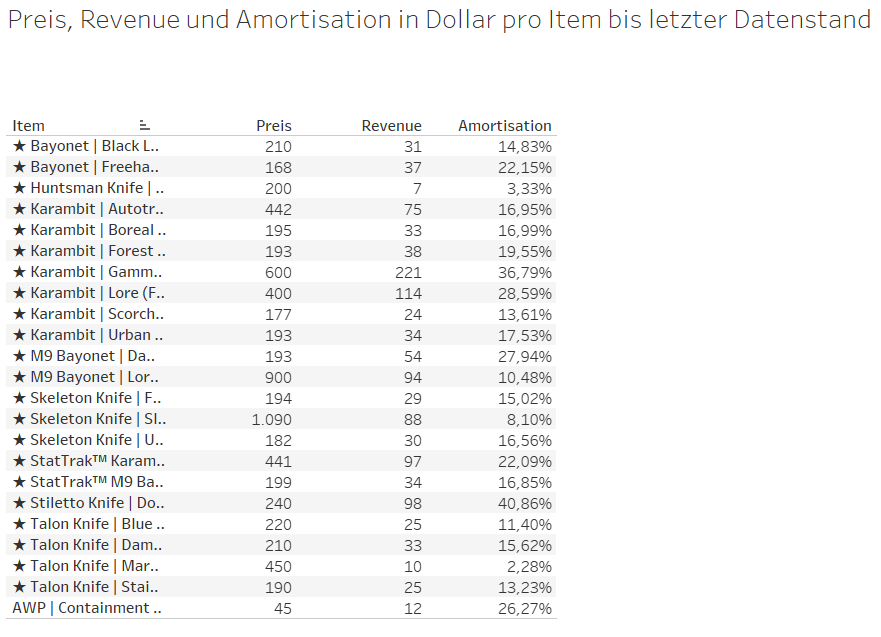 Preis, Revenue und Amortisation in Dollar pro Item bis letzter Datenstand
Item Preis Revenue Amortisation
★ Bayonet | Black L.. 210 31 14,83%
★ Bayonet | Freeha.. 168 37 22,15%
★ Huntsman Knife | .. 200 7 3,33%
★ Karambit | Autotr.. 442 75 16,95%
★ Karambit | Boreal .. 195 33 16,99%
★ Karambit | Forest .. 193 38 19,55%
★ Karambit | Gamm.. 600 221 36,79%
★ Karambit | Lore (F.. 400 114 28,59%
★ Karambit | Scorch.. 177 24 13,61%
★ Karambit | Urban .. 193 34 17,53%
★ M9 Bayonet | Da.. 193 54 27,94%
★ M9 Bayonet | Lor.. 900 94 10,48%
★ Skeleton Knife | F.. 194 29 15,02%
★ Skeleton Knife | Sl.. 1.090 88 8,10%
★ Skeleton Knife | U.. 182 30 16,56%
★ StatTrak™ Karam.. 441 97 22,09%
★ StatTrak™ M9 Ba.. 199 34 16,85%
★ Stiletto Knife | Do.. 240 98 40,86%
★ Talon Knife | Blue .. 220 25 11,40%
★ Talon Knife | Dam.. 210 33 15,62%
★ Talon Knife | Mar.. 450 10 2,28%
★ Talon Knife | Stai.. 190 25 13,23%
AWP | Containment .. 45 12 26,27%